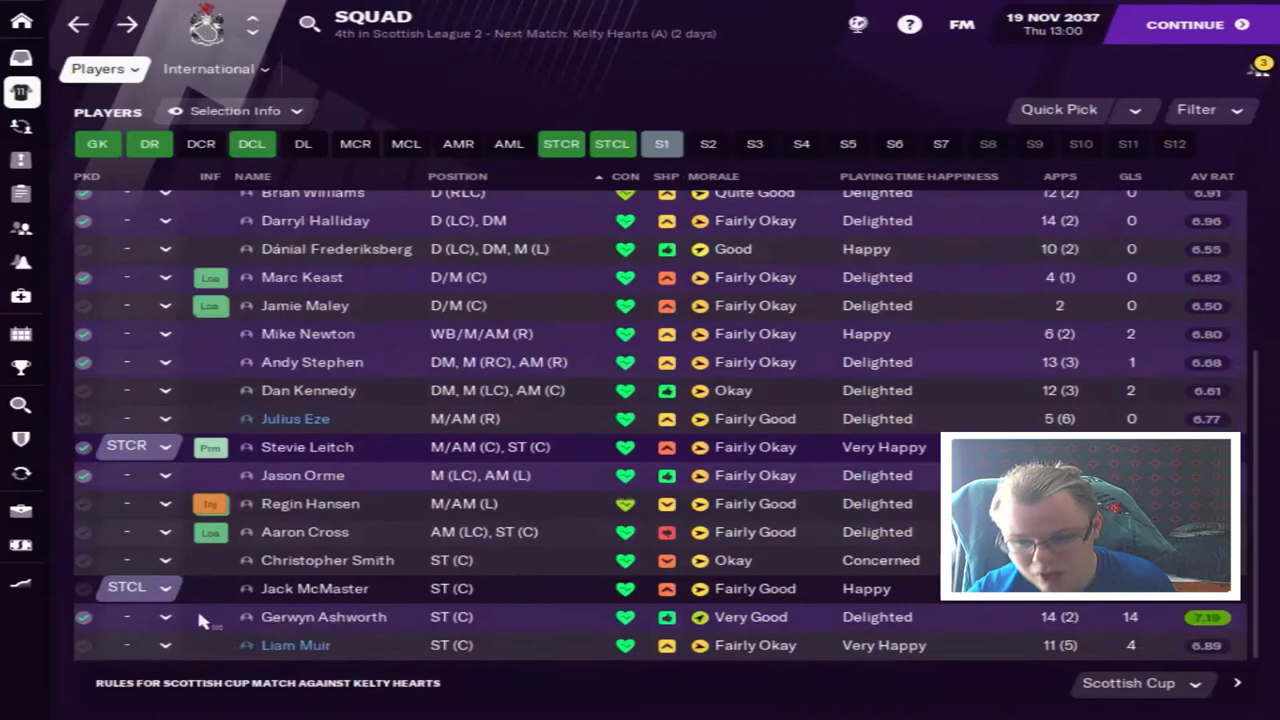 SQUAD
4th in Scottish League 2 - Next Match: Kelty Hearts (A) (2 days)
FM
19 NOV 2037
Thu 13:00
CONTINUE
Players
International
3
PLAYERS
Selection Info
Quick Pick
Filter
GK DR DCR DCL DL MCR MCL AMR AML STCR STCL S1 S2 S3 S4 S5 S6 S7 S8 S9 S10 S11 S12
PKD INF NAME POSITION CON SHP MORALE PLAYING TIME HAPPINESS APPS GLS AV RAT
- Brian Williams D (RLC) Quite Good Delighted 12 (2) 0 6.91
- Darryl Halliday D (LC), DM Fairly Okay Delighted 14 (2) 0 6.96
- Dánial Frederiksberg D (LC), DM, M (L) Good Happy 10 (2) 0 6.55
- Loa Marc Keast D/M (C) Fairly Okay Delighted 4 (1) 0 6.82
- Loa Jamie Maley D/M (C) Fairly Okay Delighted 2 0 6.50
- Mike Newton WB/M/AM (R) Fairly Okay Happy 6 (2) 2 6.80
- Andy Stephen DM, M (RC), AM (R) Fairly Okay Delighted 13 (3) 1 6.68
- Dan Kennedy DM, M (LC), AM (C) Okay Delighted 12 (3) 2 6.61
- Julius Eze M/AM (R) Fairly Good Delighted 5 (6) 0 6.77
STCR Prm Stevie Leitch M/AM (C), ST (C) Fairly Okay Very Happy
- Jason Orme M (LC), AM (L) Fairly Okay Delighted
- Regin Hansen M/AM (L) Fairly Good Delighted
- Loa Aaron Cross AM (LC), ST (C) Fairly Okay Delighted
- Christopher Smith ST (C) Okay Concerned
STCL Jack McMaster ST (C) Fairly Good Happy
- Gerwyn Ashworth ST (C) Very Good Delighted 14 (2) 14 7.19
- Liam Muir ST (C) Fairly Okay Very Happy 11 (5) 4 6.89
RULES FOR SCOTTISH CUP MATCH AGAINST KELTY HEARTS
Scottish Cup